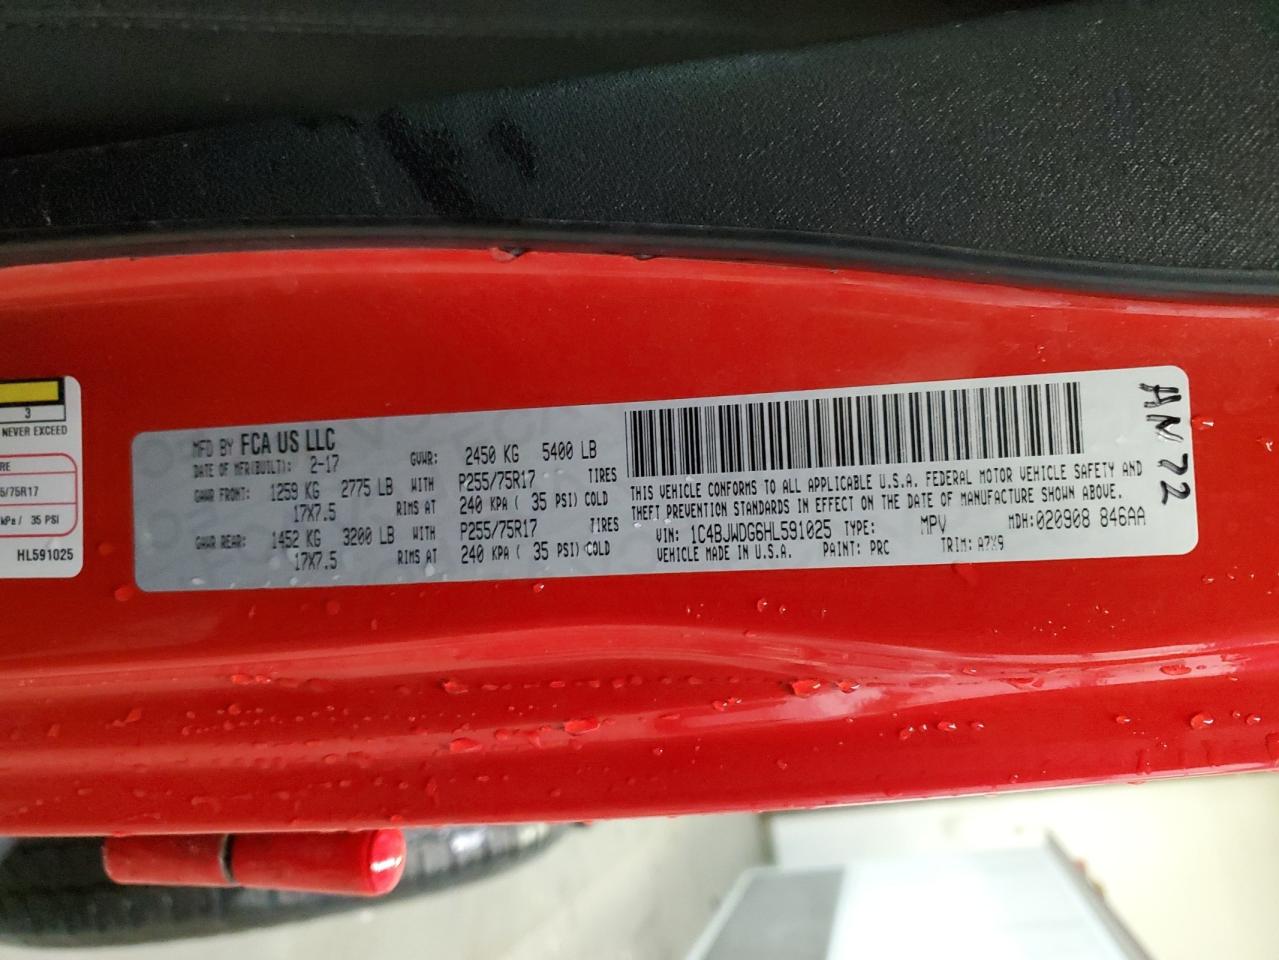 3
NEVER EXCEED
RE
5/75R17
kPa / 35 PSI
HL591025
MFD BY FCA US LLC
DATE OF MFR(BUILT): 2-17 GVWR: 2450 KG 5400 LB
GAWR FRONT: 1259 KG 2775 LB WITH P255/75R17 TIRES
17X7.5 RIMS AT 240 KPA ( 35 PSI) COLD
GAWR REAR: 1452 KG 3200 LB WITH P255/75R17 TIRES
17X7.5 RIMS AT 240 KPA ( 35 PSI) COLD
THIS VEHICLE CONFORMS TO ALL APPLICABLE U.S.A. FEDERAL MOTOR VEHICLE SAFETY AND
THEFT PREVENTION STANDARDS IN EFFECT ON THE DATE OF MANUFACTURE SHOWN ABOVE.
VIN: 1C4BJWDG6HL591025 TYPE: MPV MDH:020908 846AA
VEHICLE MADE IN U.S.A. PAINT: PRC TRIM: A7X9
AN72